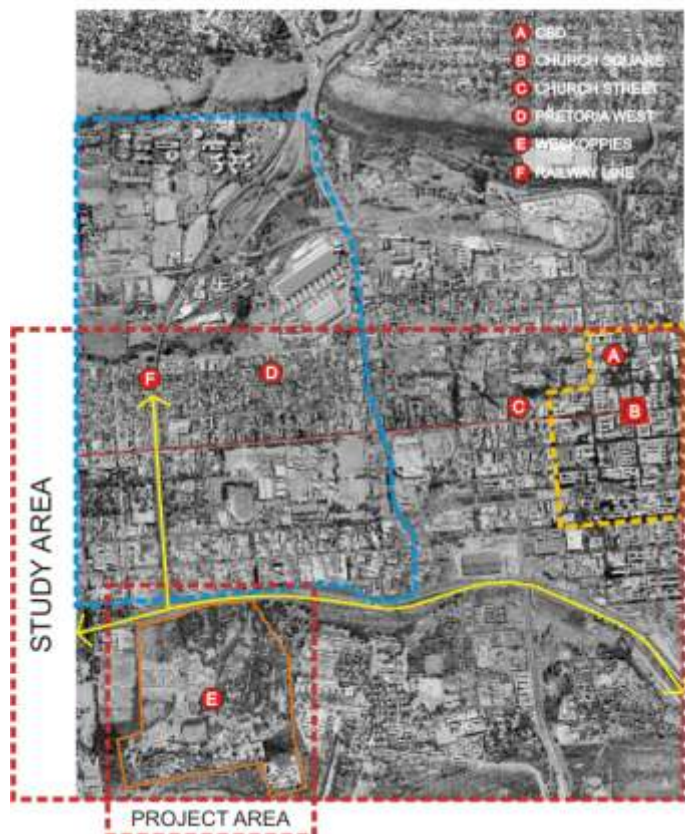 A CBD
B CHURCH SQUARE
C CHURCH STREET
D PRETORIA WEST
E WESKOPPIES
F RAILWAY LINE
A
F
D
C
B
STUDY AREA
E
PROJECT AREA